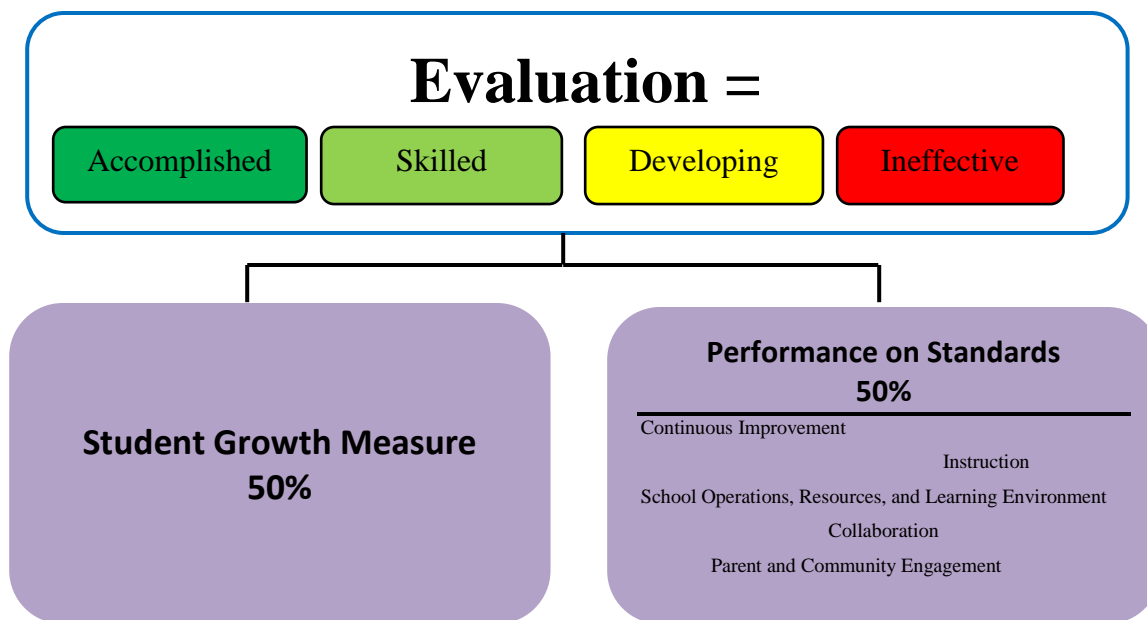 Evaluation =
Accomplished
Skilled
Developing
Ineffective
Student Growth Measure
50%
Performance on Standards
50%
Continuous Improvement
Instruction
School Operations, Resources, and Learning Environment
Collaboration
Parent and Community Engagement